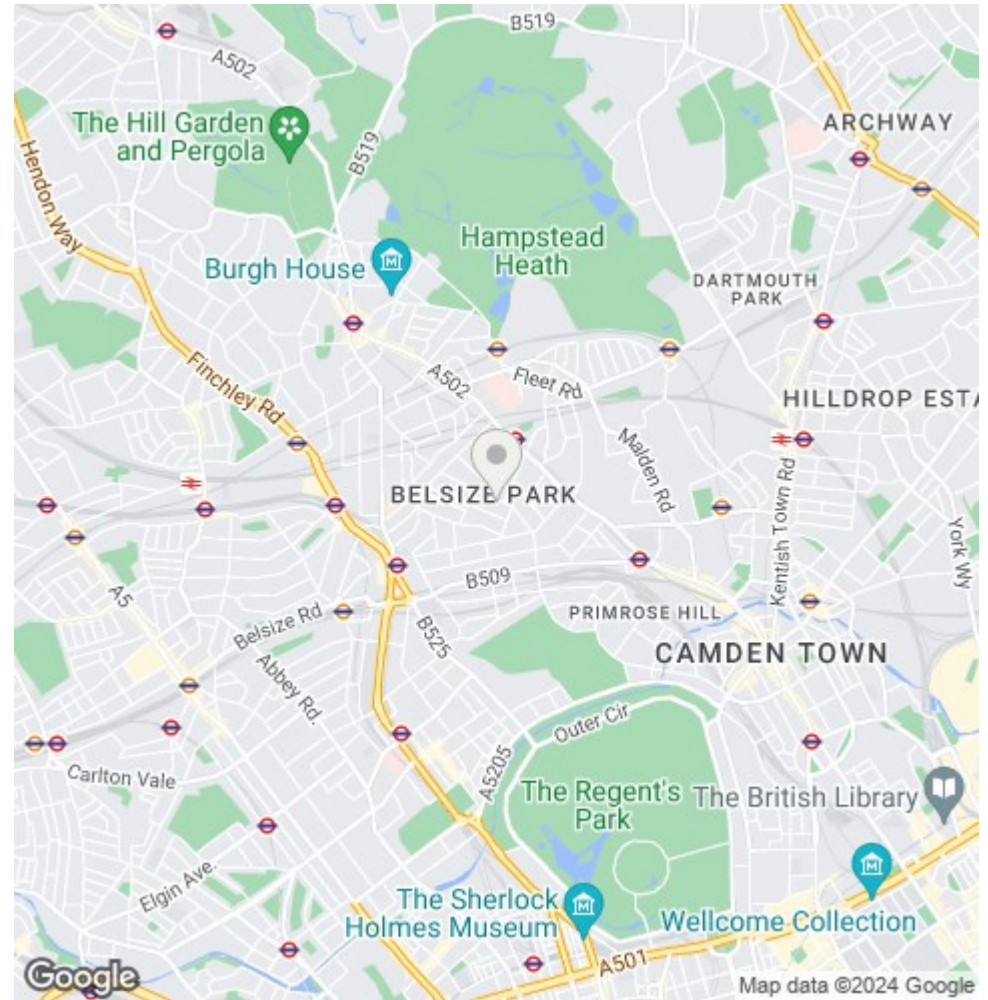 B519
A502
The Hill Garden
and Pergola
B519
ARCHWAY
Hendon Way
Hampstead
Heath
Burgh House
DARTMOUTH
PARK
Finchley Rd
A502
Fleet Rd
HILLDROP ESTA
Malden Rd
BELSIZE PARK
Kentish Town Rd
York Wy
B509
A5
Belsize Rd
B525
PRIMROSE HILL
Abbey Rd.
CAMDEN TOWN
Outer Cir
A5205
Carlton Vale
The Regent's
Park
The British Library
Elgin Ave.
The Sherlock
Holmes Museum
Wellcome Collection
A501
Google
Map data ©2024 Google